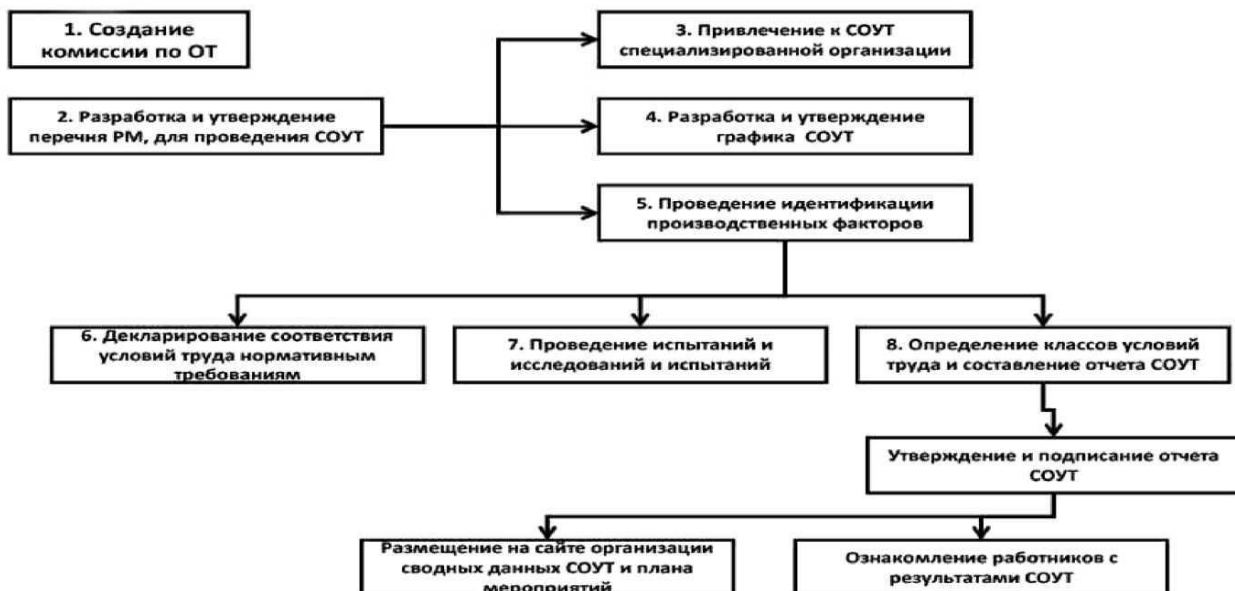 1. Создание
комиссии по ОТ
3. Привлечение к СОУТ
специализированной организации
2. Разработка и утверждение
перечня РМ, для проведения СОУТ
4. Разработка и утверждение
графика СОУТ
5. Проведение идентификации
производственных факторов
6. Декларирование соответствия
условий труда нормативным
требованиям
7. Проведение испытаний и
исследований и испытаний
8. Определение классов условий
труда и составление отчета СОУТ
Утверждение и подписание отчета
СОУТ
Размещение на сайте организации
сводных данных СОУТ и плана
мероприятий
Ознакомление работников с
результатами СОУТ